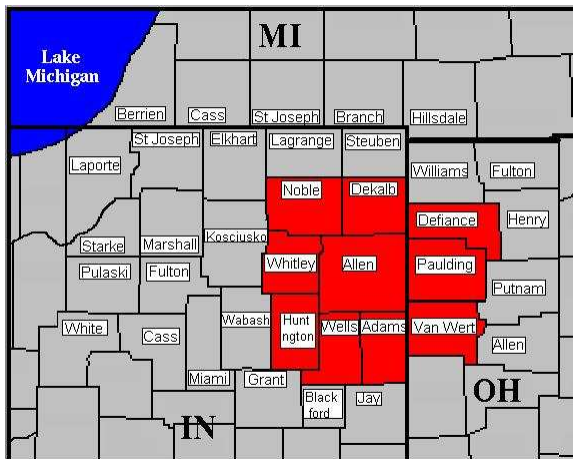 MI
Lake
Michigan
Berrien
Cass
St Joseph
Branch
Hillsdale
St Joseph
Elkhart
Lagrange
Steuben
Laporte
Williams
Fulton
Noble
Dekalb
Defiance
Henry
Starke
Marshall
Kosciusko
Whitley
Allen
Paulding
Pulaski
Fulton
Putnam
White
Cass
Wabash
Hunt
ington
Wells
Adams
Van Wert
Allen
Miami
Grant
Black
ford
Jay
OH
IN